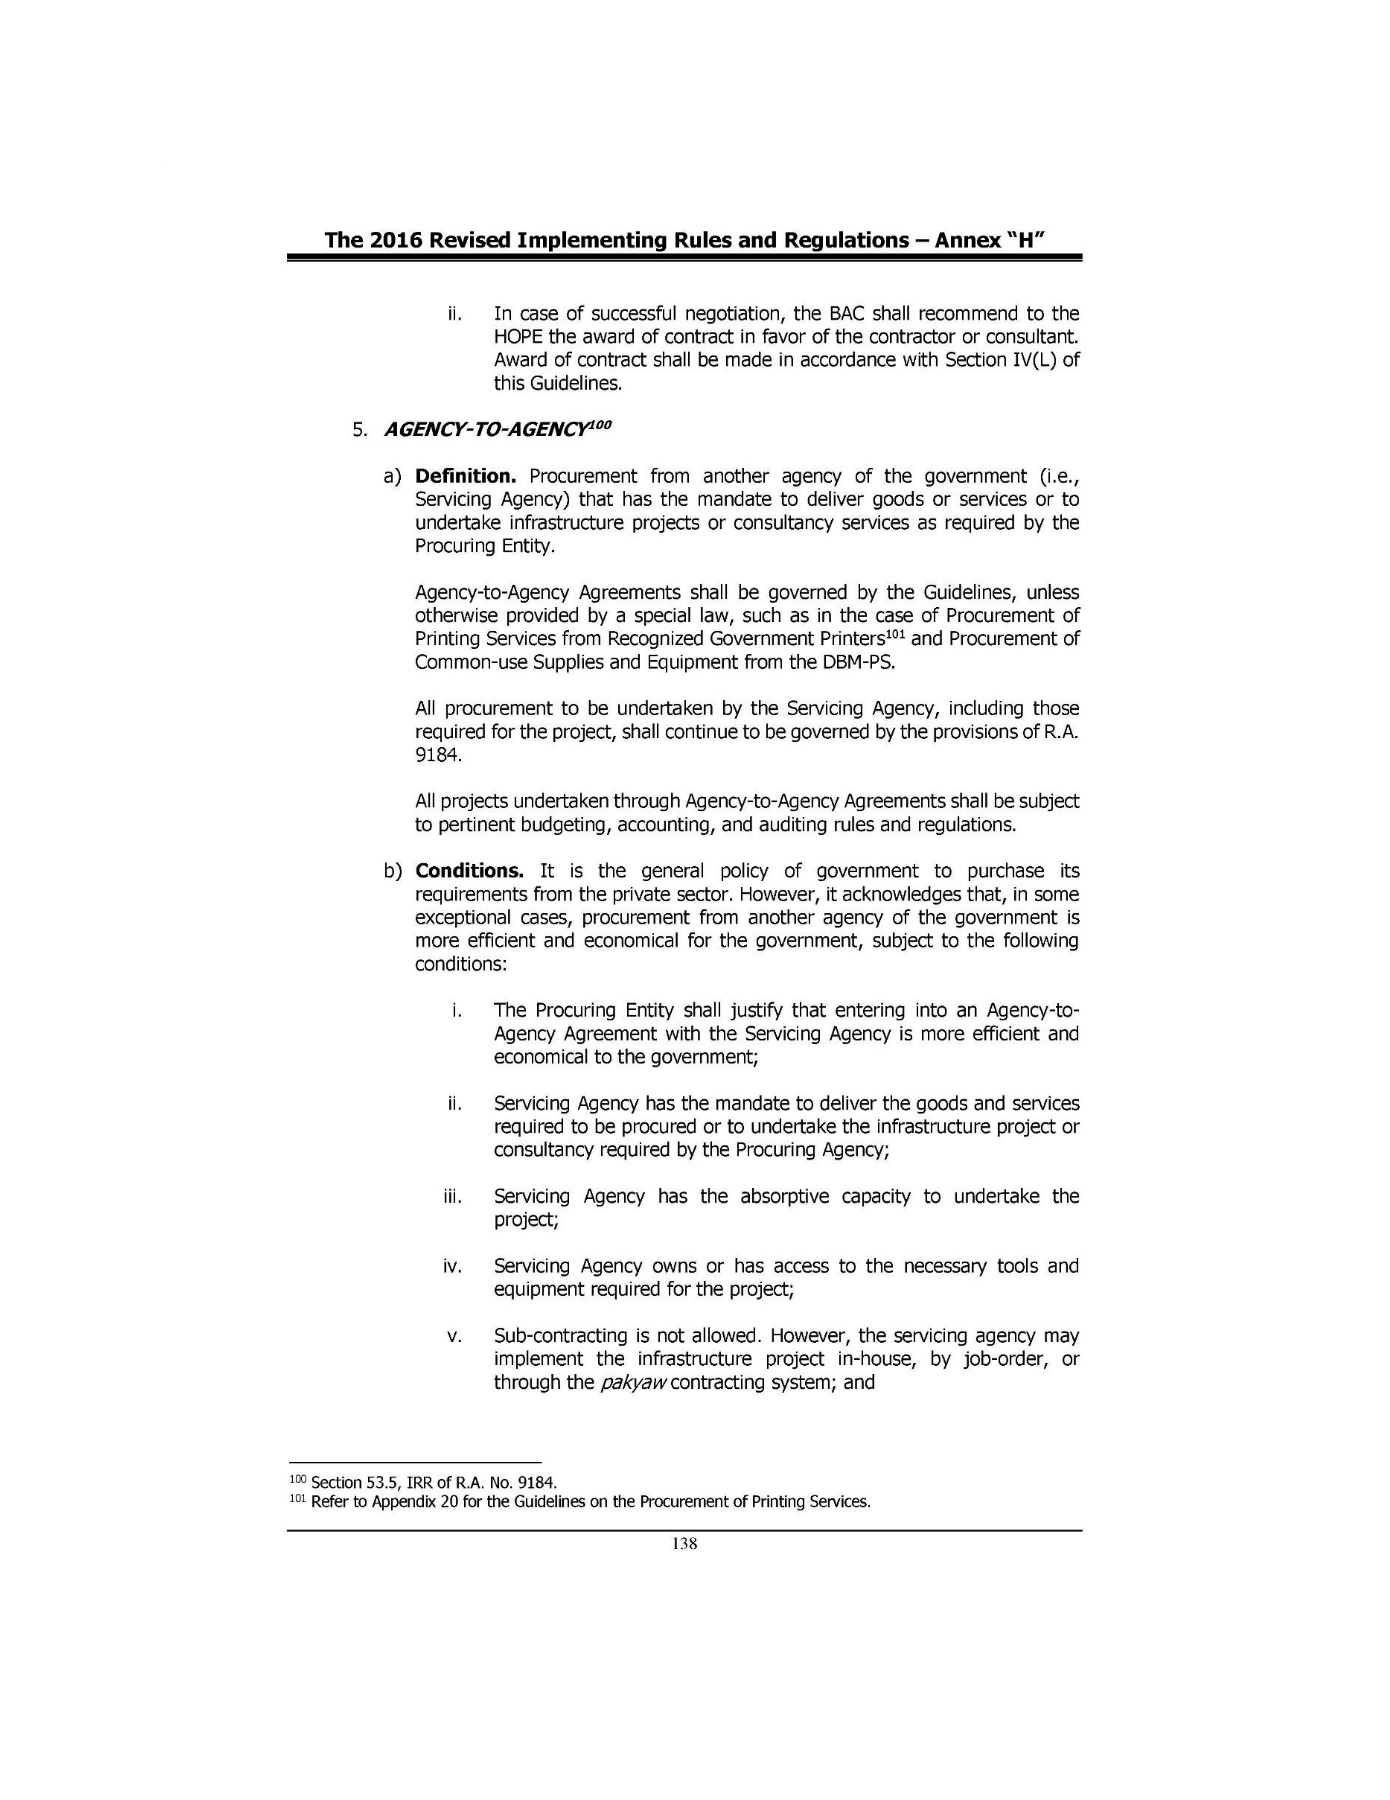 The 2016 Revised Implementing Rules and Regulations – Annex “H”
ii. In case of successful negotiation, the BAC shall recommend to the
HOPE the award of contract in favor of the contractor or consultant.
Award of contract shall be made in accordance with Section IV(L) of
this Guidelines.
5. AGENCY-TO-AGENCY100
a) Definition. Procurement from another agency of the government (i.e.,
Servicing Agency) that has the mandate to deliver goods or services or to
undertake infrastructure projects or consultancy services as required by the
Procuring Entity.
Agency-to-Agency Agreements shall be governed by the Guidelines, unless
otherwise provided by a special law, such as in the case of Procurement of
Printing Services from Recognized Government Printers101 and Procurement of
Common-use Supplies and Equipment from the DBM-PS.
All procurement to be undertaken by the Servicing Agency, including those
required for the project, shall continue to be governed by the provisions of R.A.
9184.
All projects undertaken through Agency-to-Agency Agreements shall be subject
to pertinent budgeting, accounting, and auditing rules and regulations.
b) Conditions. It is the general policy of government to purchase its
requirements from the private sector. However, it acknowledges that, in some
exceptional cases, procurement from another agency of the government is
more efficient and economical for the government, subject to the following
conditions:
i. The Procuring Entity shall justify that entering into an Agency-to-
Agency Agreement with the Servicing Agency is more efficient and
economical to the government;
ii. Servicing Agency has the mandate to deliver the goods and services
required to be procured or to undertake the infrastructure project or
consultancy required by the Procuring Agency;
iii. Servicing Agency has the absorptive capacity to undertake the
project;
iv. Servicing Agency owns or has access to the necessary tools and
equipment required for the project;
v. Sub-contracting is not allowed. However, the servicing agency may
implement the infrastructure project in-house, by job-order, or
through the pakyaw contracting system; and
100 Section 53.5, IRR of R.A. No. 9184.
101 Refer to Appendix 20 for the Guidelines on the Procurement of Printing Services.
138